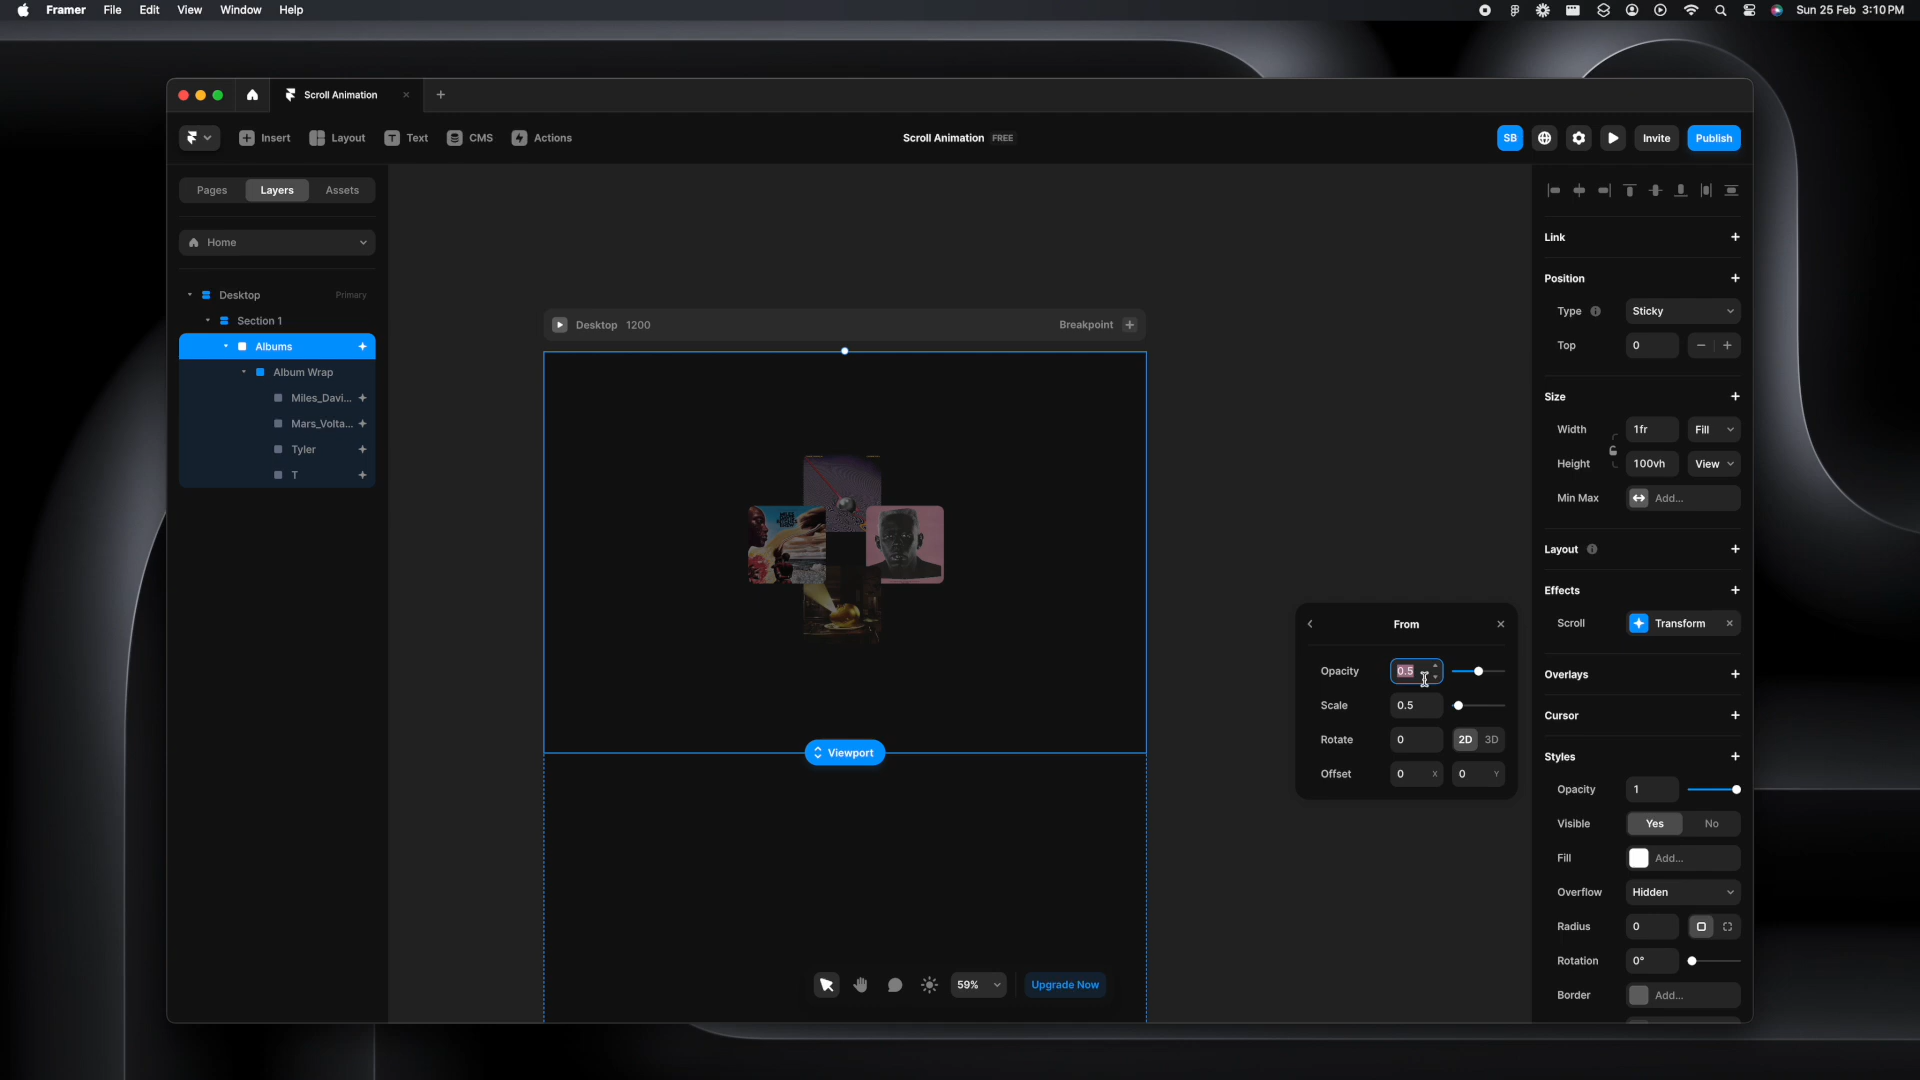 Framer File Edit View Window Help
Sun 25 Feb 3:10 PM
Scroll Animation
Insert Layout Text CMS Actions
Scroll Animation FREE
SB Invite Publish
Pages Layers Assets
Home
Desktop Primary
Section 1
Albums
Album Wrap
Miles_Davi...
Mars_Volta...
Tyler
T
Desktop 1200
Breakpoint
Viewport
59%
Upgrade Now
From
Opacity 0.5
Scale 0.5
Rotate 0 2D 3D
Offset 0 X 0 Y
Link
Position
Type Sticky
Top 0
Size
Width 1fr Fill
Height 100vh View
Min Max Add...
Layout
Effects
Scroll Transform
Overlays
Cursor
Styles
Opacity 1
Visible Yes No
Fill Add...
Overflow Hidden
Radius 0
Rotation 0°
Border Add...